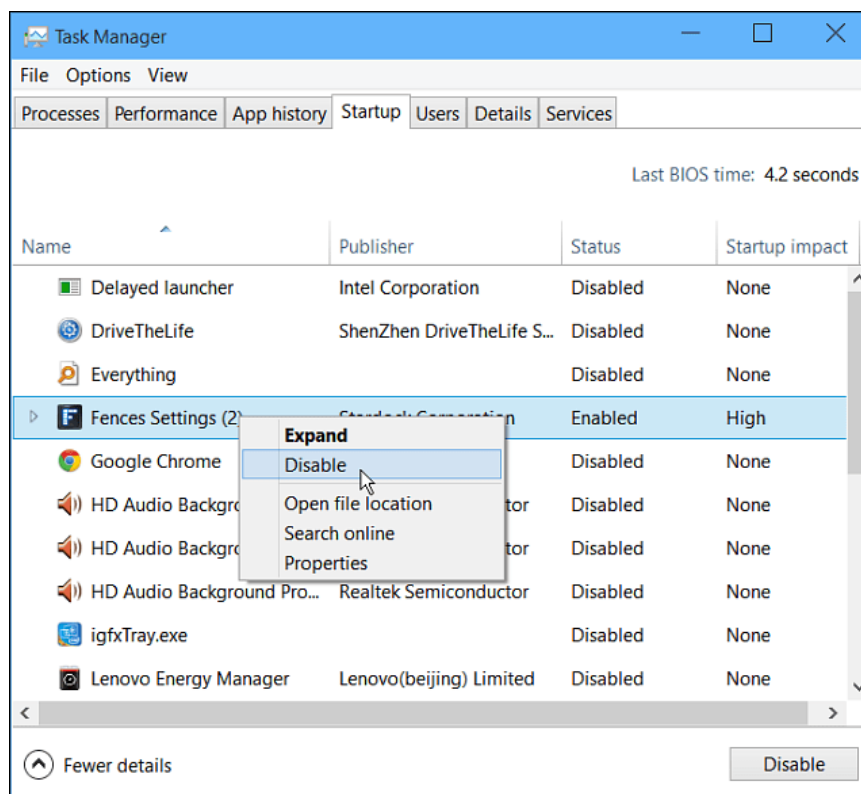 Task Manager
File Options View
Processes Performance App history Startup Users Details Services
Last BIOS time: 4.2 seconds
Name Publisher Status Startup impact
Delayed launcher Intel Corporation Disabled None
DriveTheLife ShenZhen DriveTheLife S... Disabled None
Everything Disabled None
Fences Settings (2) Stardock Corporation Enabled High
Expand
Google Chrome Disabled None
Disable
HD Audio Backgro tor Disabled None
Open file location
Search online
HD Audio Backgro tor Disabled None
Properties
HD Audio Background Pro... Realtek Semiconductor Disabled None
igfxTray.exe Disabled None
Lenovo Energy Manager Lenovo(beijing) Limited Disabled None
Fewer details Disable